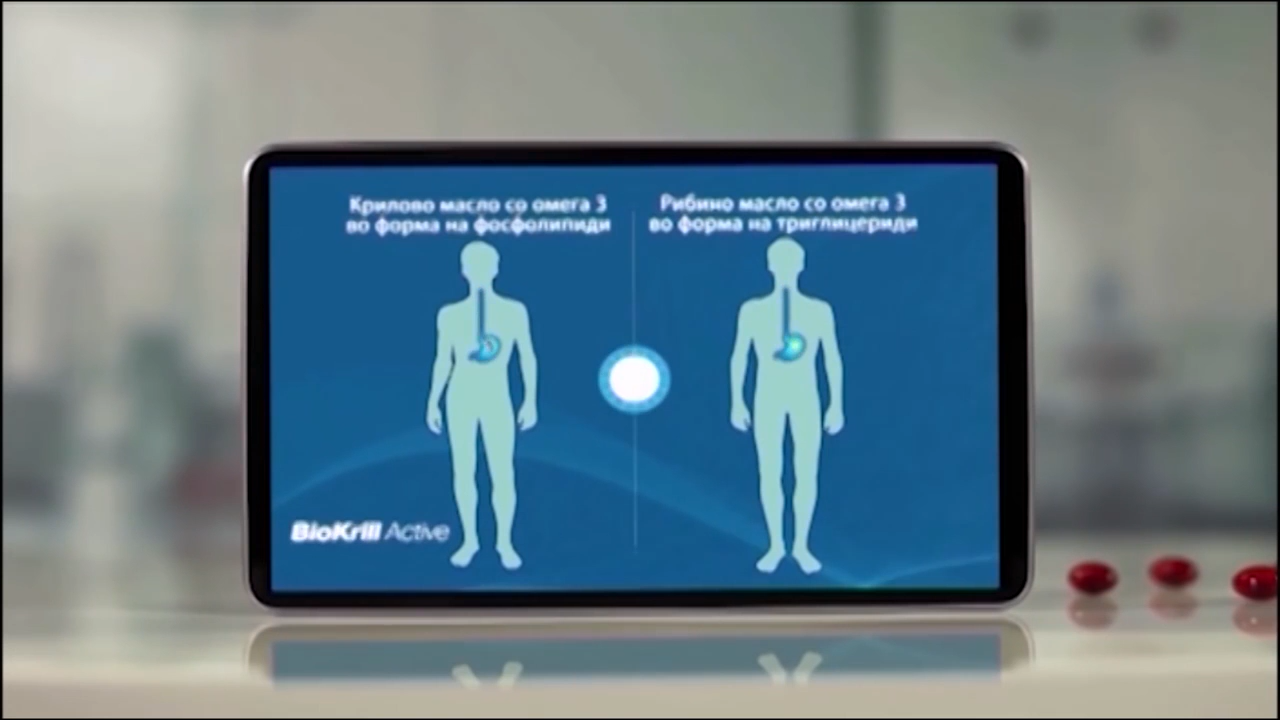 Крилово масло со омега 3
во форма на фосфолипиди
Рибино масло со омега 3
во форма на триглицериди
BioKrill Active